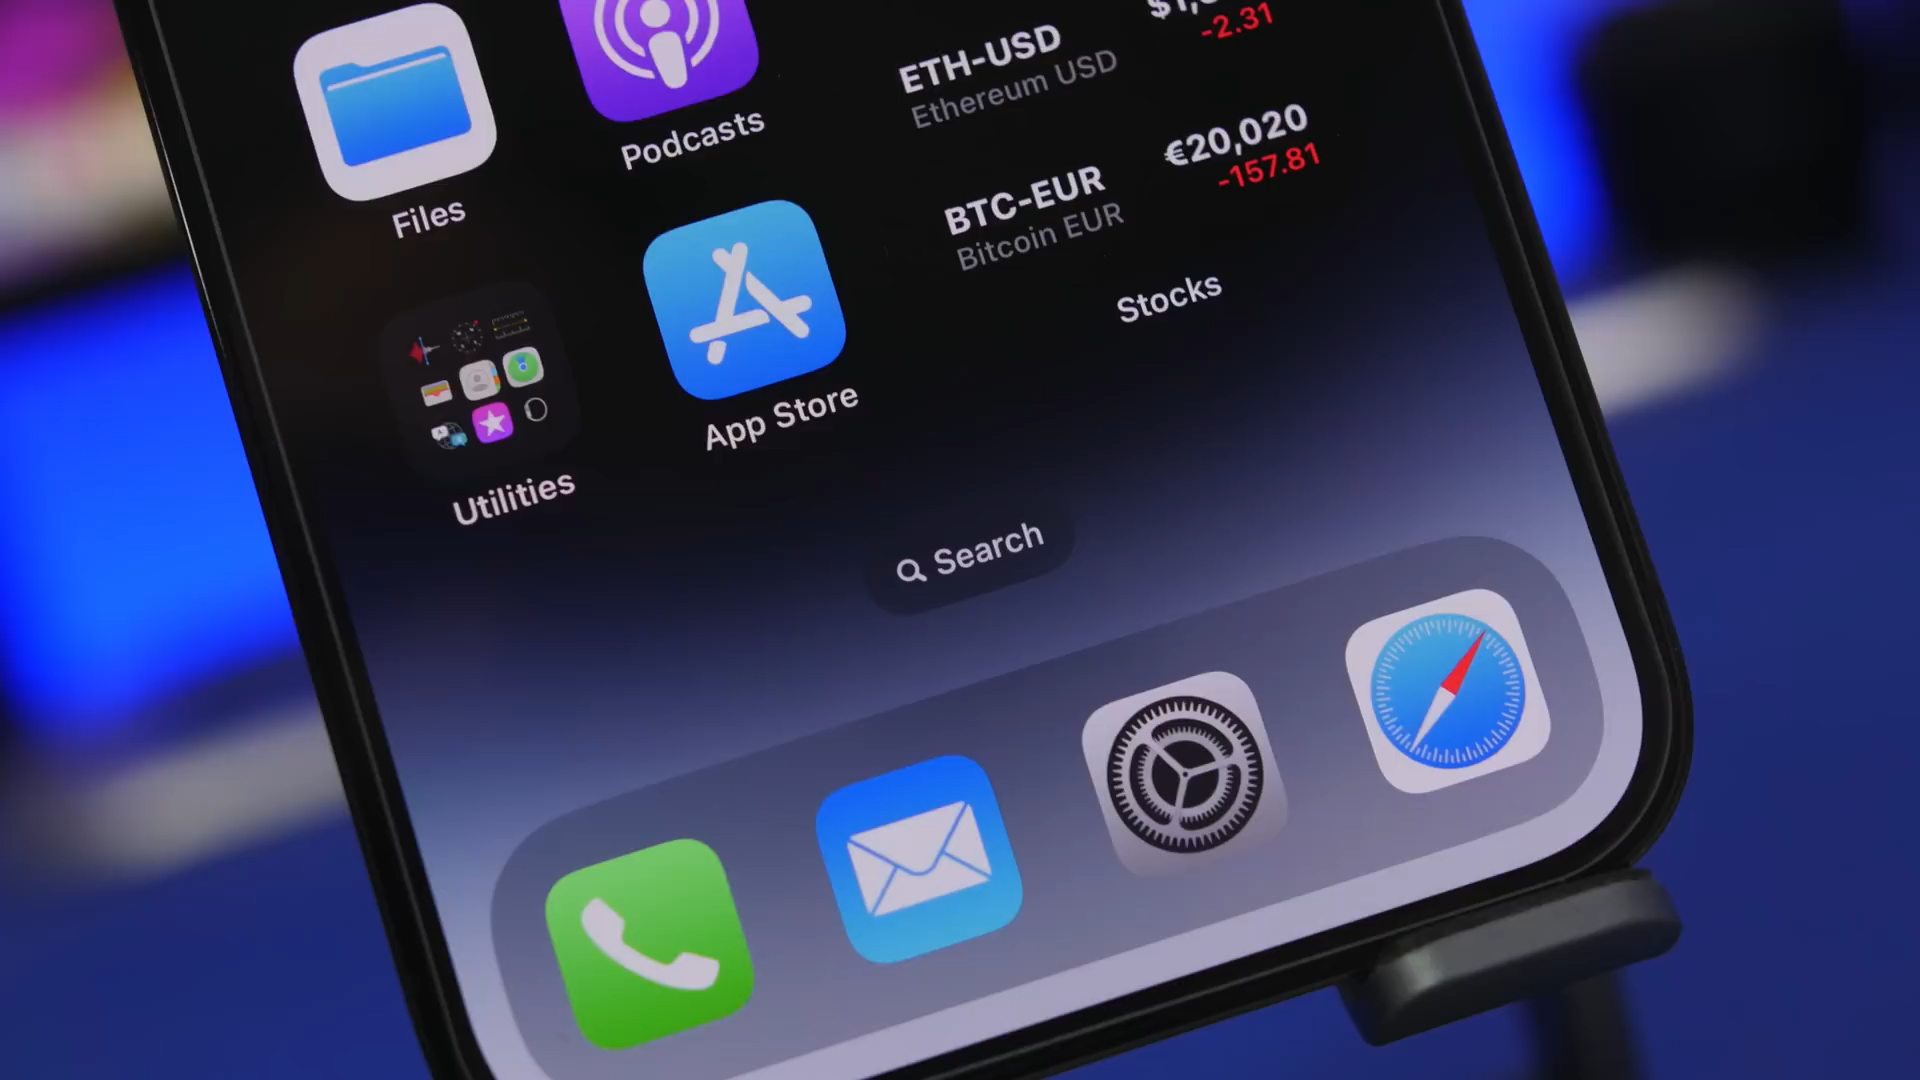 Files
Podcasts
ETH-USD
Ethereum USD
-2.31
BTC-EUR
Bitcoin EUR
€20,020
-157.81
Stocks
Utilities
App Store
Search